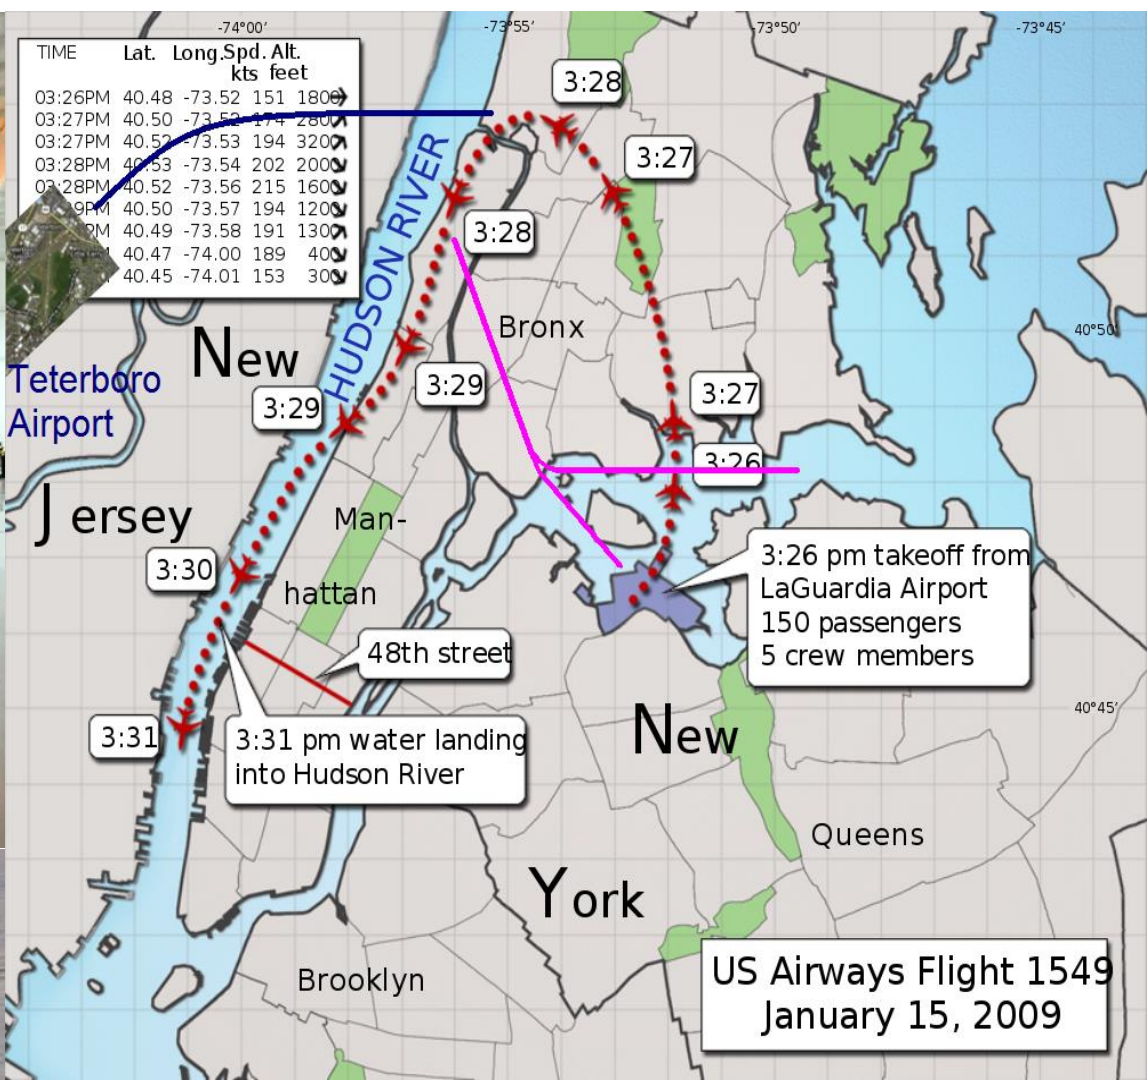 -74°00′
-73°55′
-73°50′
-73°45′
TIME Lat. Long. Spd. Alt.
kts feet
03:26PM 40.48 -73.52 151 1800
03:27PM 40.50 -73.52 174 2800
03:27PM 40.52 -73.53 194 3200
03:28PM 40.53 -73.54 202 2000
03:28PM 40.52 -73.56 215 1600
9PM 40.50 -73.57 194 1200
PM 40.49 -73.58 191 1300
40.47 -74.00 189 400
40.45 -74.01 153 300
3:28
3:27
3:28
HUDSON RIVER
Bronx
40°50′
New
Teterboro
Airport
3:29
3:29
3:27
3:26
Jersey
Man-
hattan
3:30
3:26 pm takeoff from
LaGuardia Airport
150 passengers
5 crew members
48th street
40°45′
3:31
3:31 pm water landing
into Hudson River
New
Queens
York
Brooklyn
US Airways Flight 1549
January 15, 2009